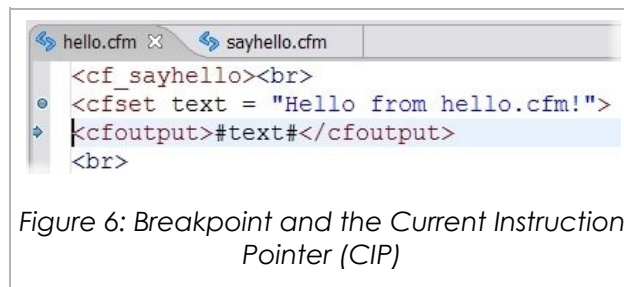 hello.cfm sayhello.cfm
<cf_sayhello><br>
<cfset text = "Hello from hello.cfm!">
<cfoutput>#text#</cfoutput>
<br>
Figure 6: Breakpoint and the Current Instruction
Pointer (CIP)